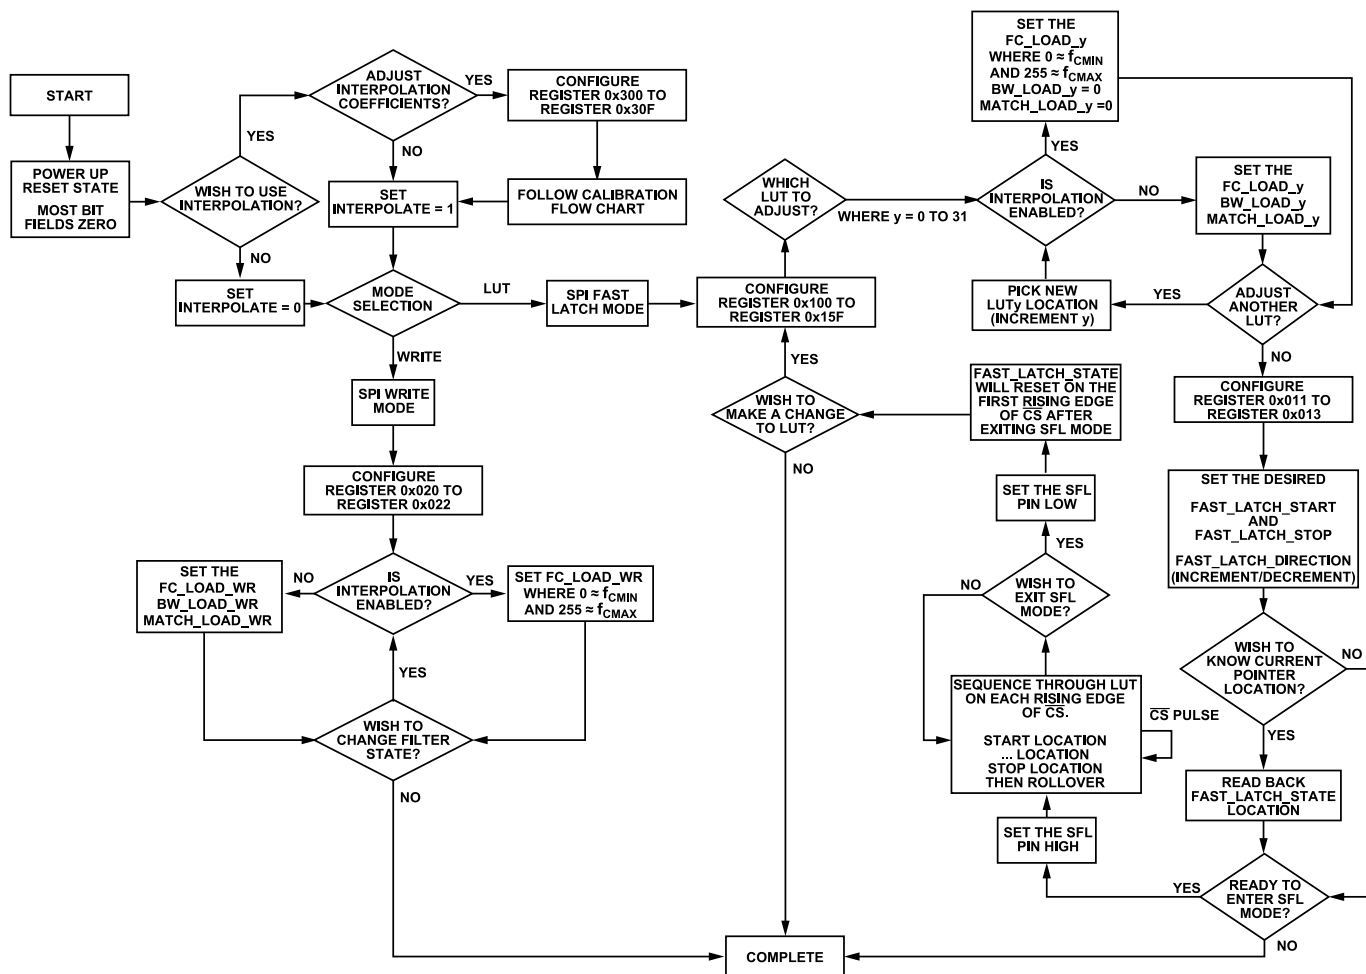 START
POWER UP
RESET STATE
MOST BIT
FIELDS ZERO
WISH TO USE
INTERPOLATION?
YES
NO
ADJUST
INTERPOLATION
COEFFICIENTS?
YES
NO
CONFIGURE
REGISTER 0x300 TO
REGISTER 0x30F
FOLLOW CALIBRATION
FLOW CHART
SET
INTERPOLATE = 1
SET
INTERPOLATE = 0
MODE
SELECTION
LUT
WRITE
SPI FAST
LATCH MODE
SPI WRITE
MODE
CONFIGURE
REGISTER 0x020 TO
REGISTER 0x022
IS
INTERPOLATION
ENABLED?
NO
YES
SET THE
FC_LOAD_WR
BW_LOAD_WR
MATCH_LOAD_WR
SET FC_LOAD_WR
WHERE 0 ≈ fCMIN
AND 255 ≈ fCMAX
YES
WISH TO
CHANGE FILTER
STATE?
NO
CONFIGURE
REGISTER 0x100 TO
REGISTER 0x15F
WHICH
LUT TO
ADJUST?
WHERE y = 0 TO 31
IS
INTERPOLATION
ENABLED?
YES
NO
SET THE
FC_LOAD_y
WHERE 0 ≈ fCMIN
AND 255 ≈ fCMAX
BW_LOAD_y = 0
MATCH_LOAD_y =0
SET THE
FC_LOAD_y
BW_LOAD_y
MATCH_LOAD_y
ADJUST
ANOTHER
LUT?
YES
NO
PICK NEW
LUTy LOCATION
(INCREMENT y)
CONFIGURE
REGISTER 0x011 TO
REGISTER 0x013
SET THE DESIRED
FAST_LATCH_START
AND
FAST_LATCH_STOP
FAST_LATCH_DIRECTION
(INCREMENT/DECREMENT)
WISH TO
KNOW CURRENT
POINTER
LOCATION?
NO
YES
READ BACK
FAST_LATCH_STATE
LOCATION
READY TO
ENTER SFL
MODE?
YES
NO
SET THE SFL
PIN HIGH
SEQUENCE THROUGH LUT
ON EACH RISING EDGE
OF CS.
START LOCATION
... LOCATION
STOP LOCATION
THEN ROLLOVER
CS PULSE
WISH TO
EXIT SFL
MODE?
NO
YES
SET THE SFL
PIN LOW
FAST_LATCH_STATE
WILL RESET ON THE
FIRST RISING EDGE
OF CS AFTER
EXITING SFL MODE
WISH TO
MAKE A CHANGE
TO LUT?
YES
NO
COMPLETE